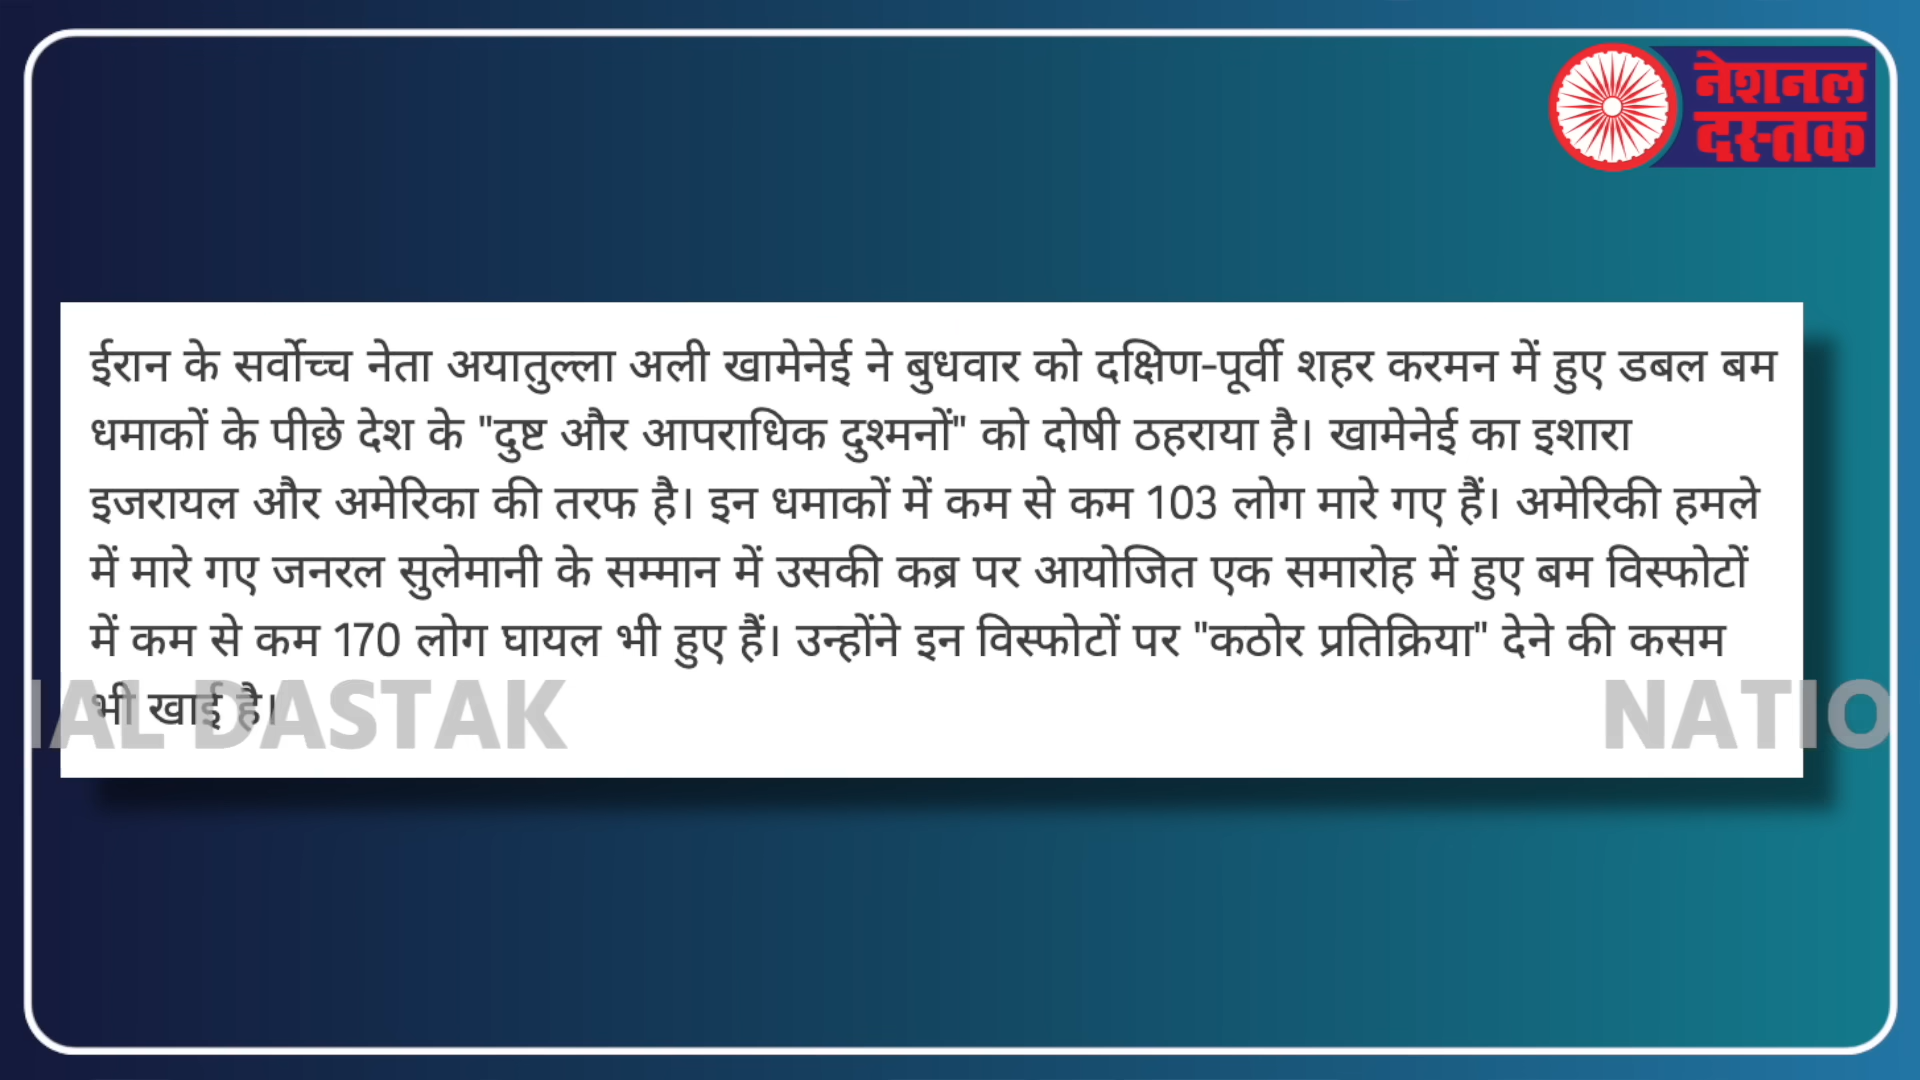 नेशनल
दस्तक
ईरान के सर्वोच्च नेता अयातुल्ला अली खामेनेई ने बुधवार को दक्षिण-पूर्वी शहर करमन में हुए डबल बम
धमाकों के पीछे देश के "दुष्ट और आपराधिक दुश्मनों" को दोषी ठहराया है। खामेनेई का इशारा
इजरायल और अमेरिका की तरफ है। इन धमाकों में कम से कम 103 लोग मारे गए हैं। अमेरिकी हमले
में मारे गए जनरल सुलेमानी के सम्मान में उसकी कब्र पर आयोजित एक समारोह में हुए बम विस्फोटों
में कम से कम 170 लोग घायल भी हुए हैं। उन्होंने इन विस्फोटों पर "कठोर प्रतिक्रिया" देने की कसम
भी खाई है।
NAL DASTAK NATIO